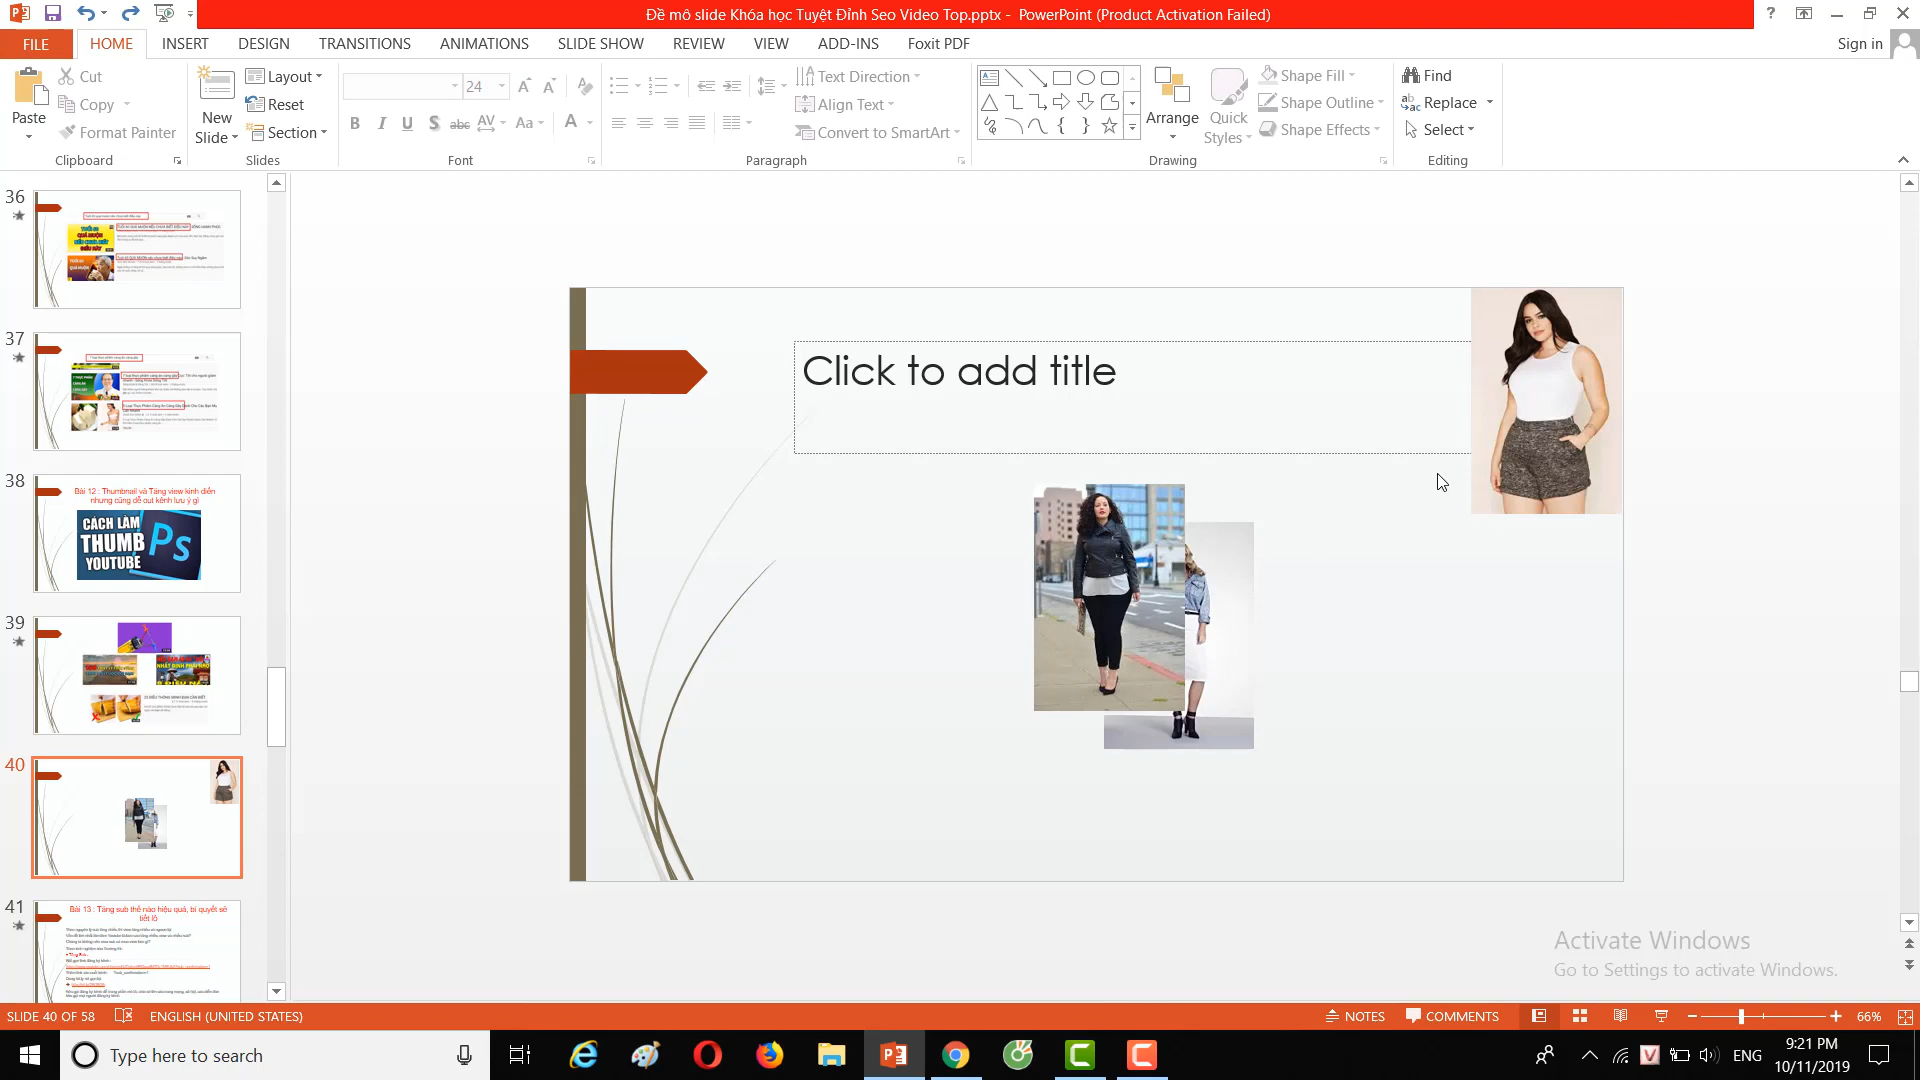 Đề mô slide Khóa học Tuyệt Đỉnh Seo Video Top.pptx - PowerPoint (Product Activation Failed)
FILE HOME INSERT DESIGN TRANSITIONS ANIMATIONS SLIDE SHOW REVIEW VIEW ADD-INS Foxit PDF Sign in
Paste
Cut
Copy
Format Painter
Clipboard
New
Slide
Layout
Reset
Section
Slides
24
Font
Text Direction
Align Text
Convert to SmartArt
Paragraph
Arrange
Quick
Styles
Shape Fill
Shape Outline
Shape Effects
Drawing
Find
Replace
Select
Editing
36
37
38
Bài 12 : Thumbnail và Tăng view kinh điển
nhưng cũng dễ out kênh lưu ý gì
CÁCH LÀM
THUMB
YOUTUBE
Ps
39
40
41
Bài 13 : Tăng sub thế nào hiệu quả, bí quyết sẽ
tiết lộ
Click to add title
Activate Windows
Go to Settings to activate Windows.
SLIDE 40 OF 58 ENGLISH (UNITED STATES) NOTES COMMENTS 66%
Type here to search
ENG
9:21 PM
10/11/2019